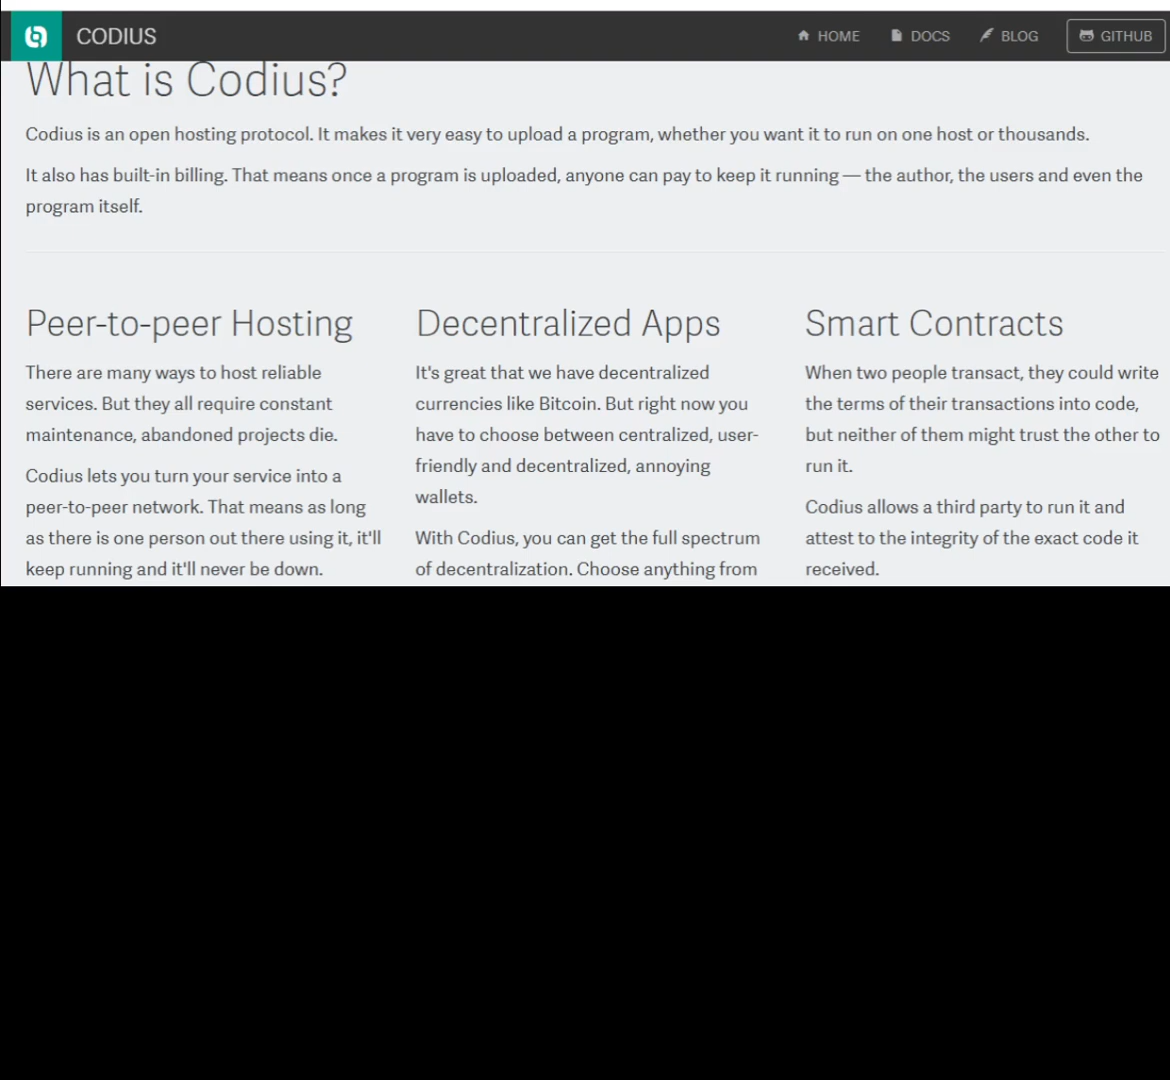 CODIUS
HOME
DOCS
BLOG
GITHUB
What is Codius?
Codius is an open hosting protocol. It makes it very easy to upload a program, whether you want it to run on one host or thousands.
It also has built-in billing. That means once a program is uploaded, anyone can pay to keep it running — the author, the users and even the
program itself.
Peer-to-peer Hosting
There are many ways to host reliable
services. But they all require constant
maintenance, abandoned projects die.
Codius lets you turn your service into a
peer-to-peer network. That means as long
as there is one person out there using it, it'll
keep running and it'll never be down.
Decentralized Apps
It's great that we have decentralized
currencies like Bitcoin. But right now you
have to choose between centralized, user-
friendly and decentralized, annoying
wallets.
With Codius, you can get the full spectrum
of decentralization. Choose anything from
Smart Contracts
When two people transact, they could write
the terms of their transactions into code,
but neither of them might trust the other to
run it.
Codius allows a third party to run it and
attest to the integrity of the exact code it
received.